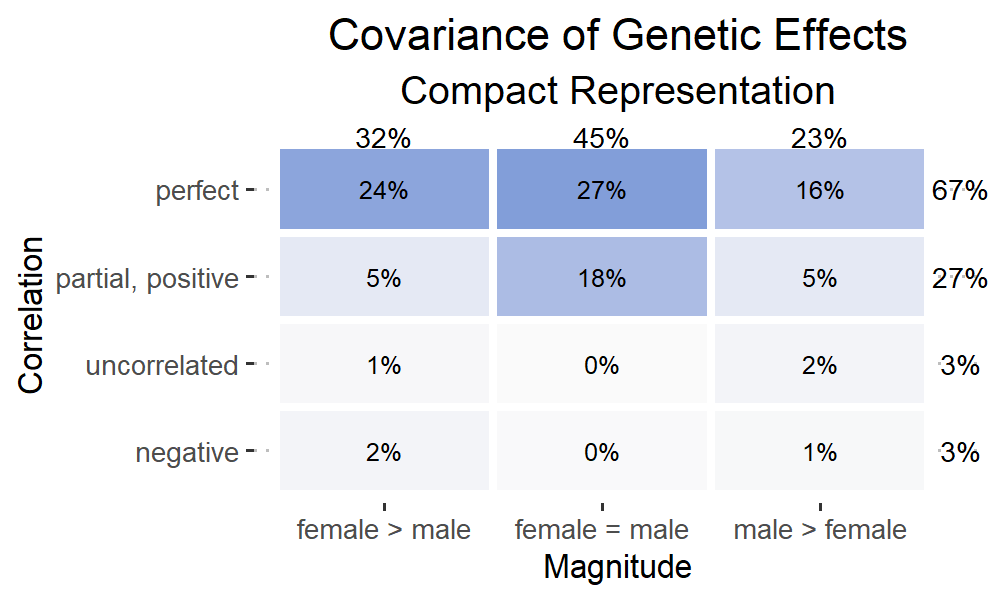 Covariance of Genetic Effects
Compact Representation
32% 45% 23%
perfect 24% 27% 16% 67%
partial, positive 5% 18% 5% 27%
uncorrelated 1% 0% 2% 3%
negative 2% 0% 1% 3%
Correlation
female > male female = male male > female
Magnitude